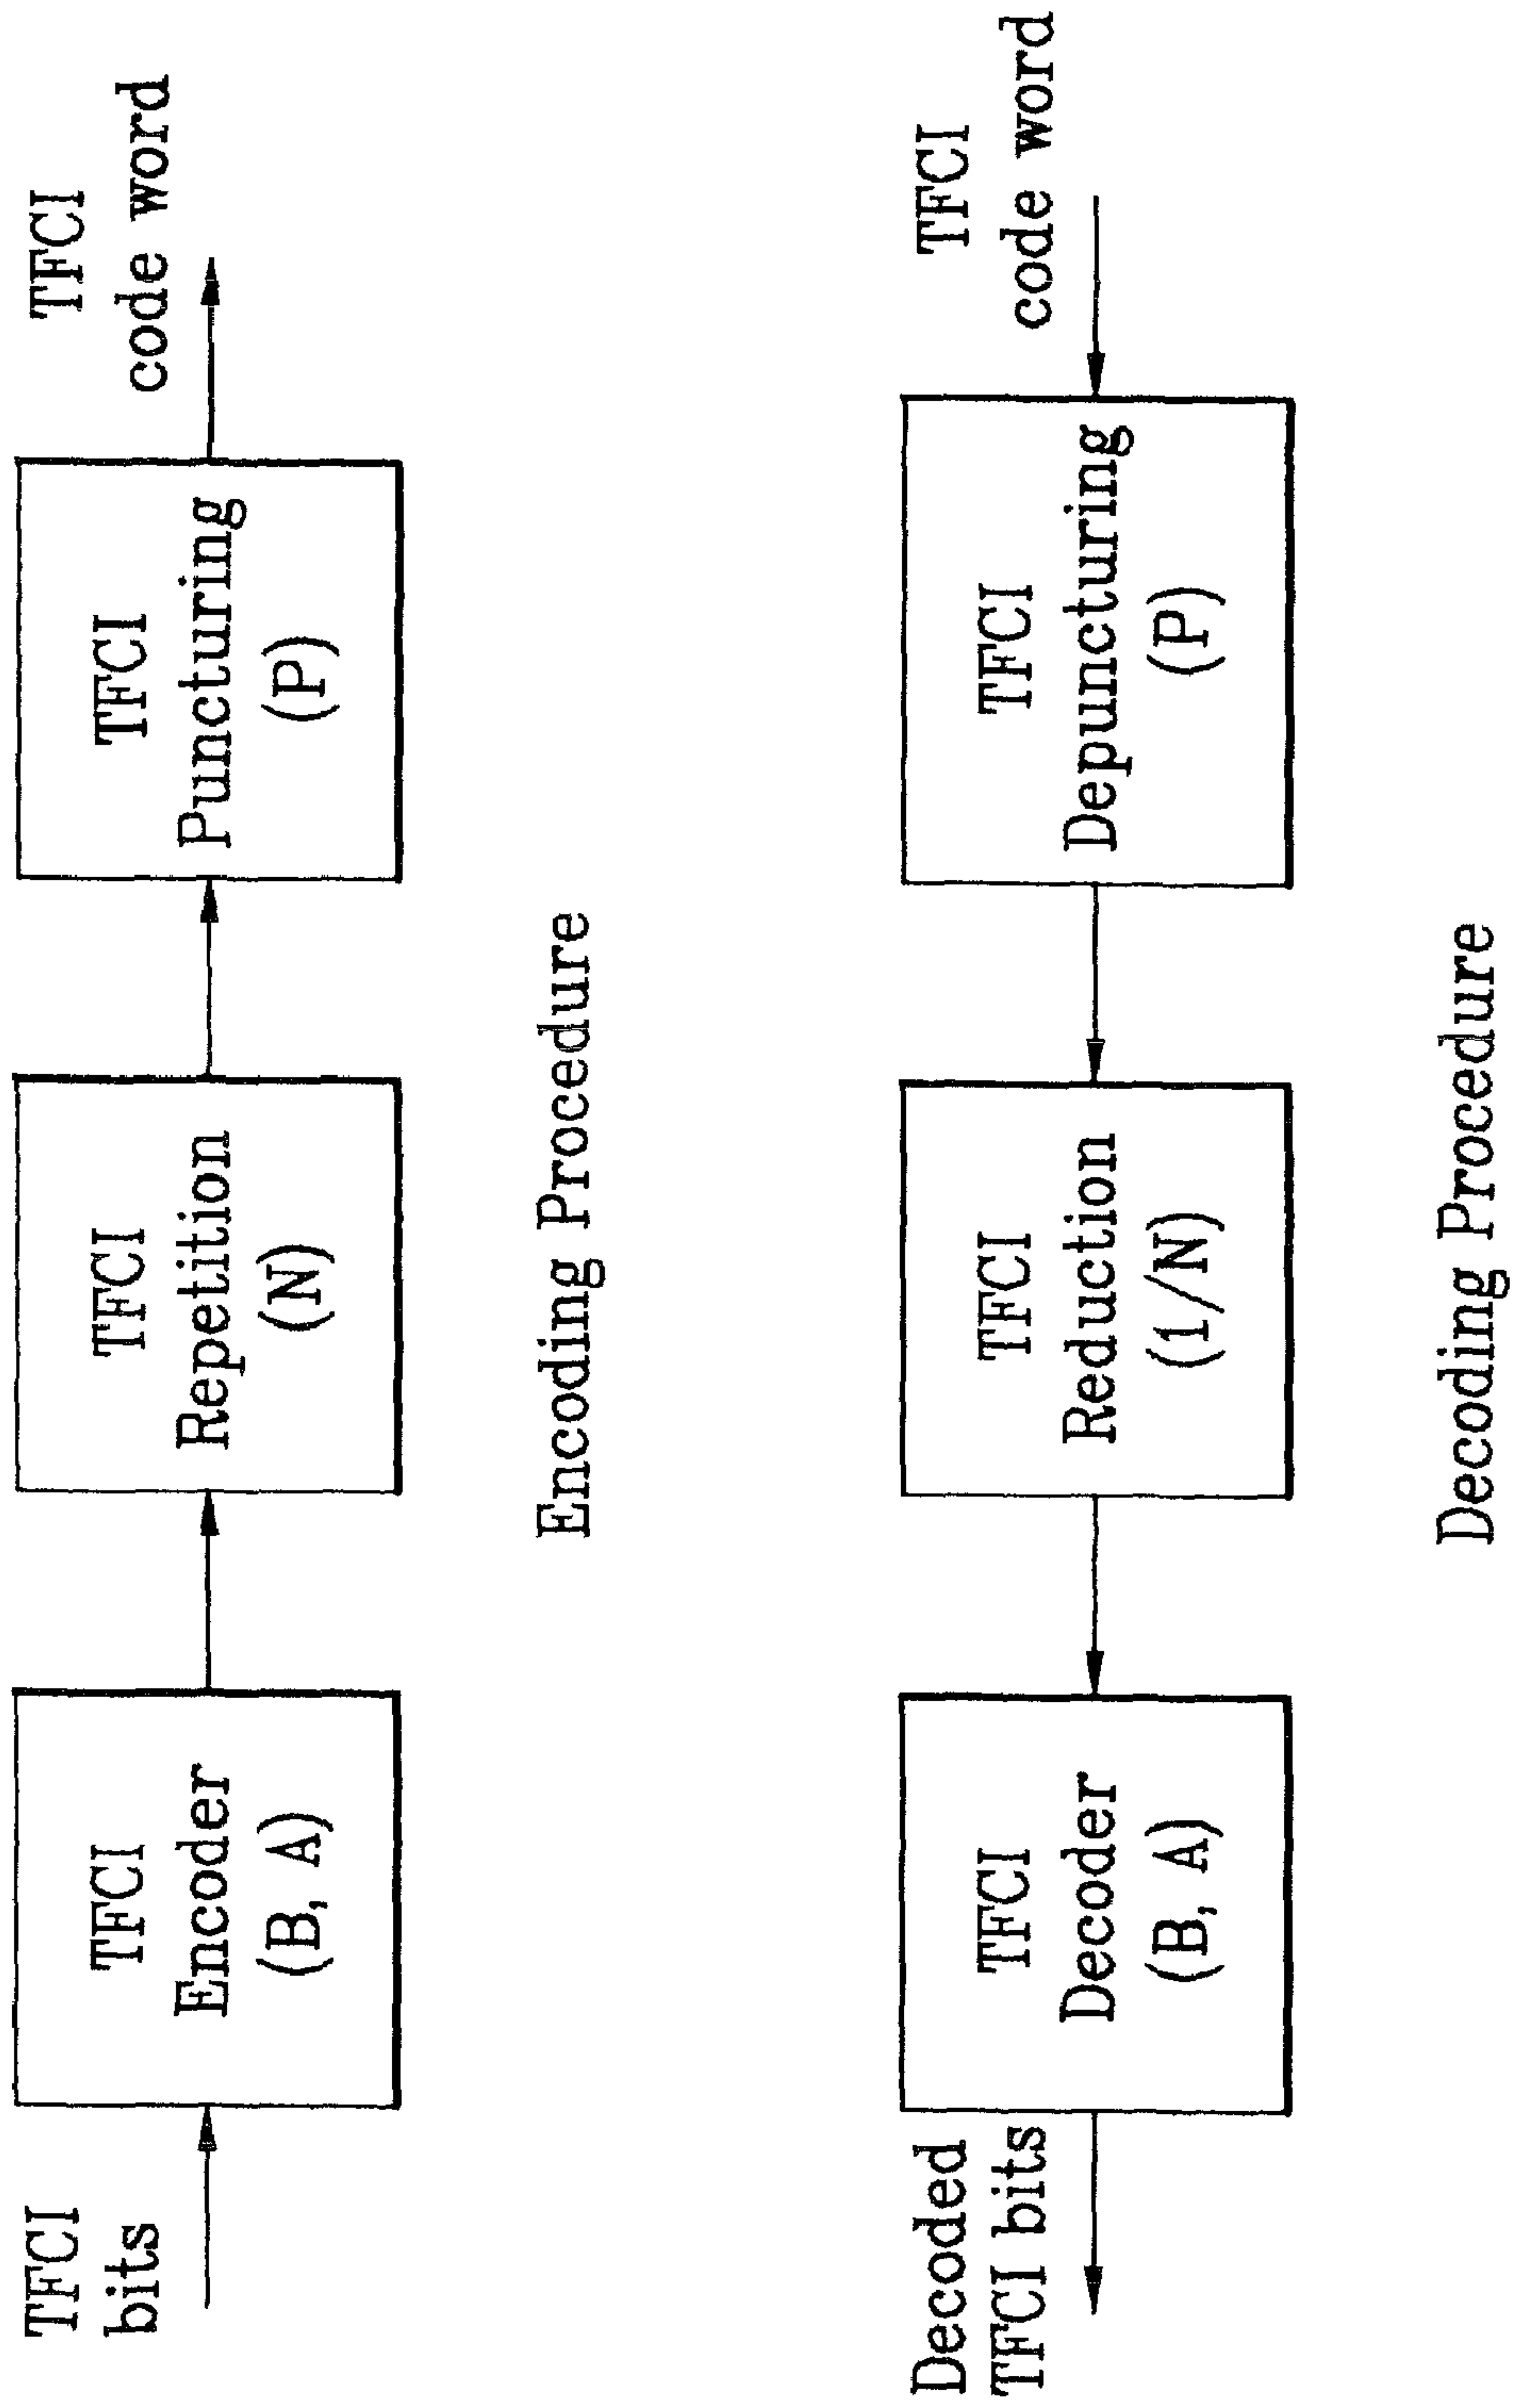 TFCI
bits
TFCI
Encoder
(B, A)
TFCI
Repetition
(N)
TFCI
Puncturing
(P)
TFCI
code word
Encoding Procedure
Decoded
TFCI bits
TFCI
Decoder
(B, A)
TFCI
Reduction
(1/N)
TFCI
Depuncturing
(P)
TFCI
code word
Decoding Procedure